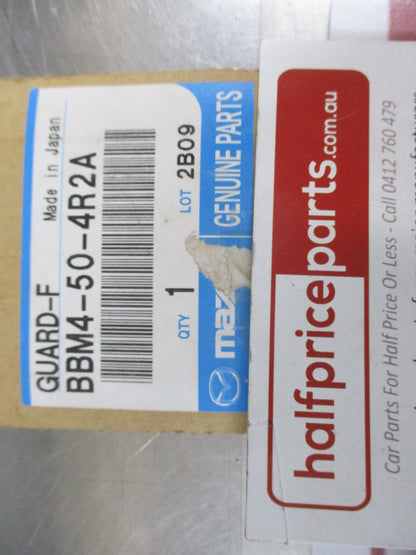 GUARD-F Made in Japan
BBM4-50-4R2A
QTY 1 LOT 2B09
GENUINE PARTS
halfpriceparts.com.au
Car Parts For Half Price Or Less - Call 0412 760 479